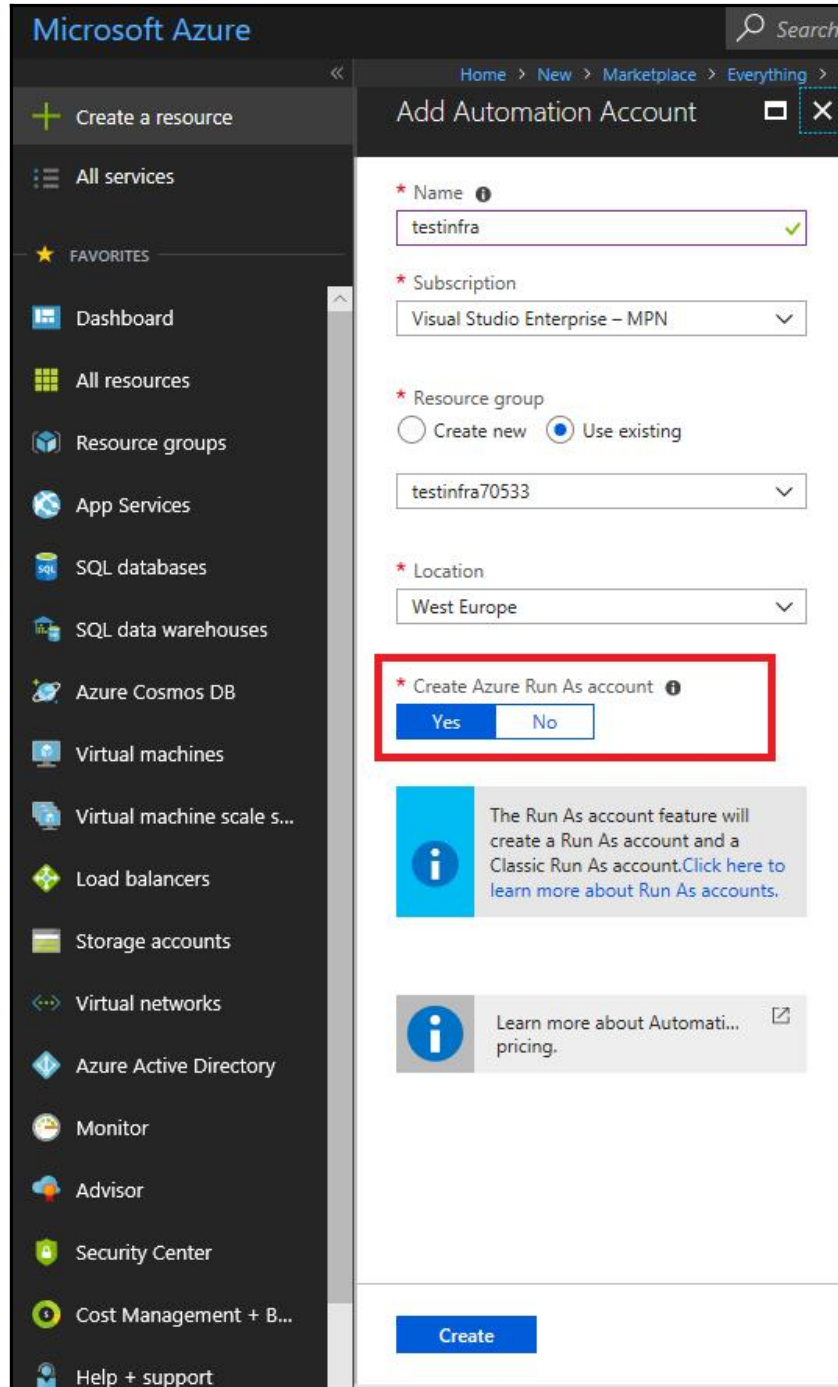 Microsoft Azure
Search
«
Home > New > Marketplace > Everything >
Create a resource
All services
FAVORITES
Dashboard
All resources
Resource groups
App Services
SQL databases
SQL data warehouses
Azure Cosmos DB
Virtual machines
Virtual machine scale s...
Load balancers
Storage accounts
Virtual networks
Azure Active Directory
Monitor
Advisor
Security Center
Cost Management + B...
Help + support
Add Automation Account
* Name
testinfra
* Subscription
Visual Studio Enterprise – MPN
* Resource group
Create new Use existing
testinfra70533
* Location
West Europe
* Create Azure Run As account
Yes No
The Run As account feature will
create a Run As account and a
Classic Run As account.Click here to
learn more about Run As accounts.
Learn more about Automati...
pricing.
Create